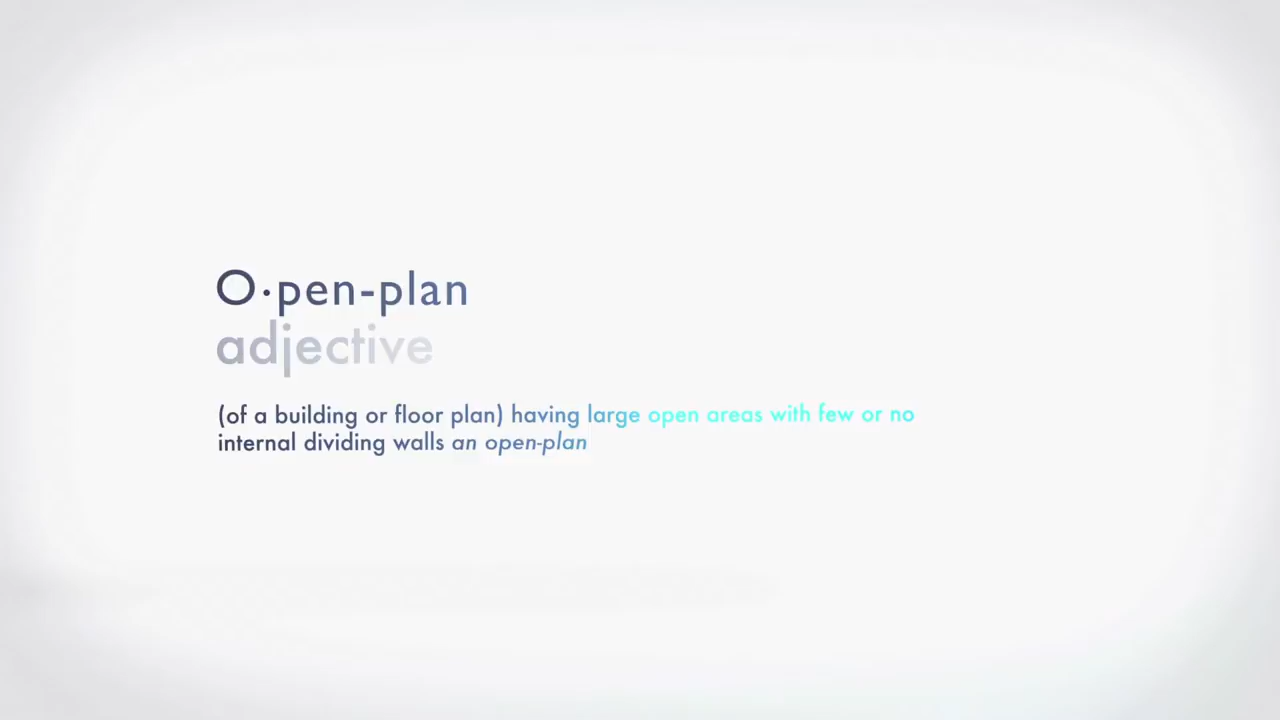 O·pen-plan
adjective
(of a building or floor plan) having large open areas with few or no
internal dividing walls an open-plan